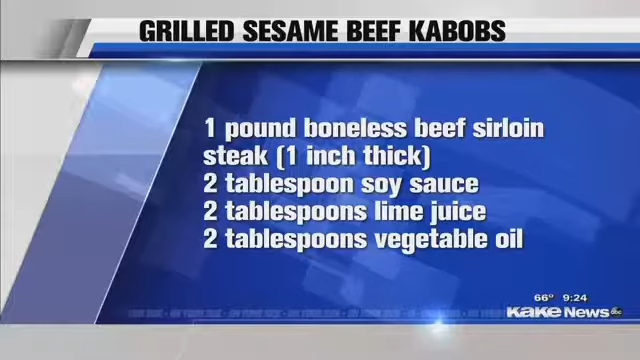 GRILLED SESAME BEEF KABOBS
1 pound boneless beef sirloin
steak (1 inch thick)
2 tablespoon soy sauce
2 tablespoons lime juice
2 tablespoons vegetable oil
66° 9:24
KAKE NEWS abc